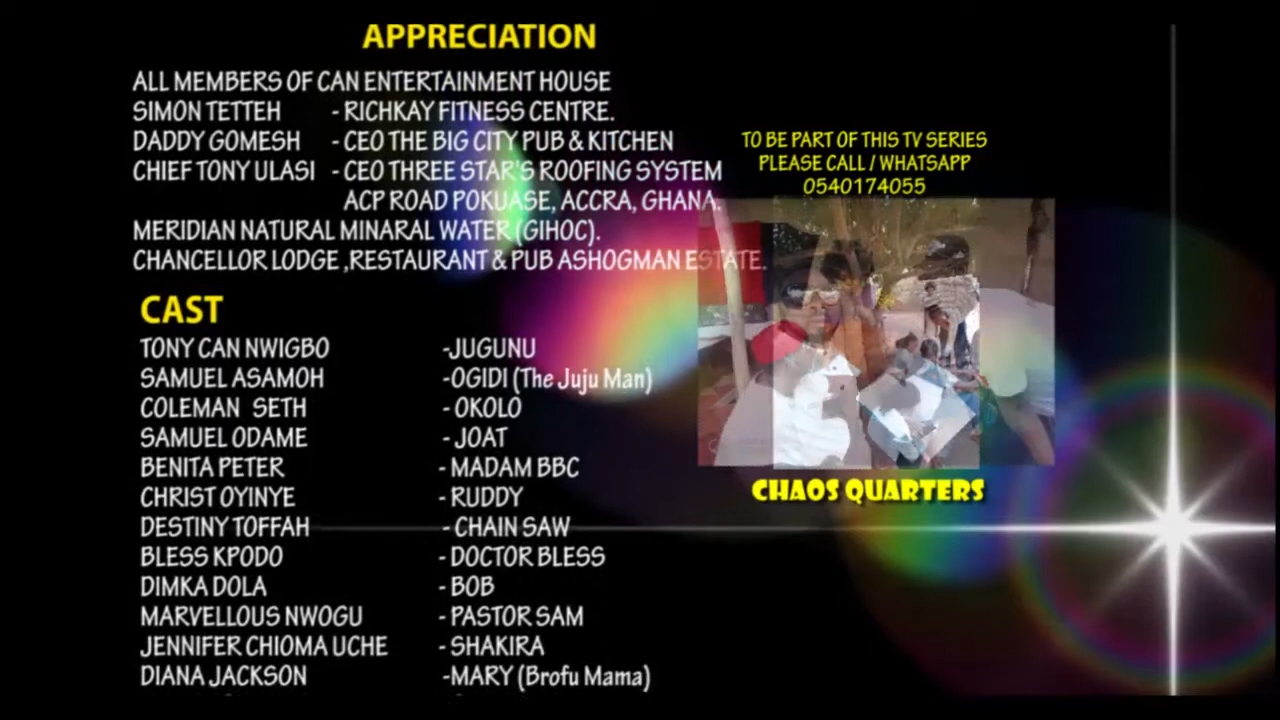 APPRECIATION
ALL MEMBERS OF CAN ENTERTAINMENT HOUSE
SIMON TETTEH - RICHKAY FITNESS CENTRE.
DADDY GOMESH - CEO THE BIG CITY PUB & KITCHEN
CHIEF TONY ULASI - CEO THREE STAR'S ROOFING SYSTEM
ACP ROAD POKUASE, ACCRA, GHANA.
MERIDIAN NATURAL MINARAL WATER (GIHOC).
CHANCELLOR LODGE ,RESTAURANT & PUB ASHOGMAN ESTATE.
CAST
TONY CAN NWIGBO -JUGUNU
SAMUEL ASAMOH -OGIDI (The Juju Man)
COLEMAN SETH - OKOLO
SAMUEL ODAME - JOAT
BENITA PETER - MADAM BBC
CHRIST OYINYE - RUDDY
DESTINY TOFFAH - CHAIN SAW
BLESS KPODO - DOCTOR BLESS
DIMKA DOLA - BOB
MARVELLOUS NWOGU - PASTOR SAM
JENNIFER CHIOMA UCHE - SHAKIRA
DIANA JACKSON -MARY (Brofu Mama)
TO BE PART OF THIS TV SERIES
PLEASE CALL / WHATSAPP
0540174055
CHAOS QUARTERS